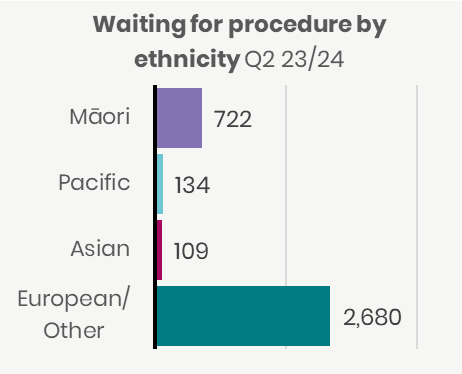 Waiting for procedure by
ethnicity Q2 23/24
Māori
722
Pacific
134
Asian
109
European/
Other
2,680